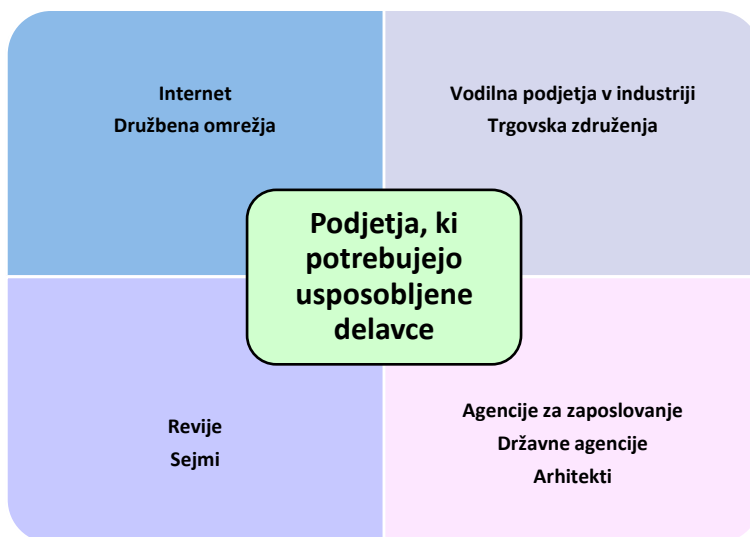 Internet
Družbena omrežja
Vodilna podjetja v industriji
Trgovska združenja
Podjetja, ki
potrebujejo
usposobljene
delavce
Revije
Sejmi
Agencije za zaposlovanje
Državne agencije
Arhitekti